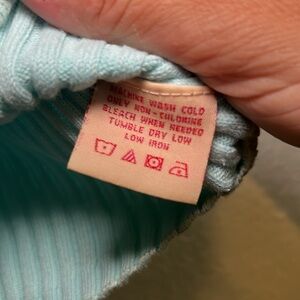 MACHINE WASH COLD
ONLY NON-CHLORINE
BLEACH WHEN NEEDED
TUMBLE DRY LOW
LOW IRON